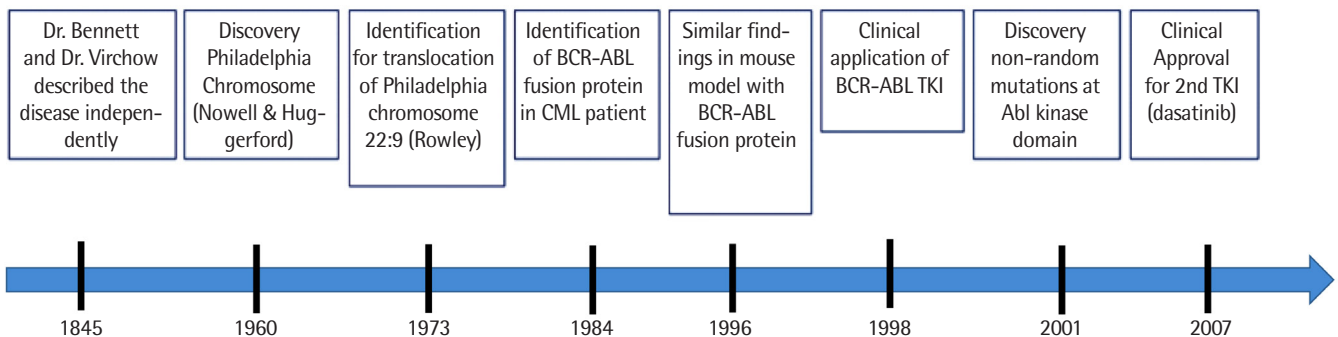 Dr. Bennett
and Dr. Virchow
described the
disease indepen-
dently
Discovery
Philadelphia
Chromosome
(Nowell & Hug-
gerford)
Identification
for translocation
of Philadelphia
chromosome
22:9 (Rowley)
Identification
of BCR-ABL
fusion protein
in CML patient
Similar find-
ings in mouse
model with
BCR-ABL
fusion protein
Clinical
application of
BCR-ABL TKI
Discovery
non-random
mutations at
Abl kinase
domain
Clinical
Approval
for 2nd TKI
(dasatinib)
1845
1960
1973
1984
1996
1998
2001
2007